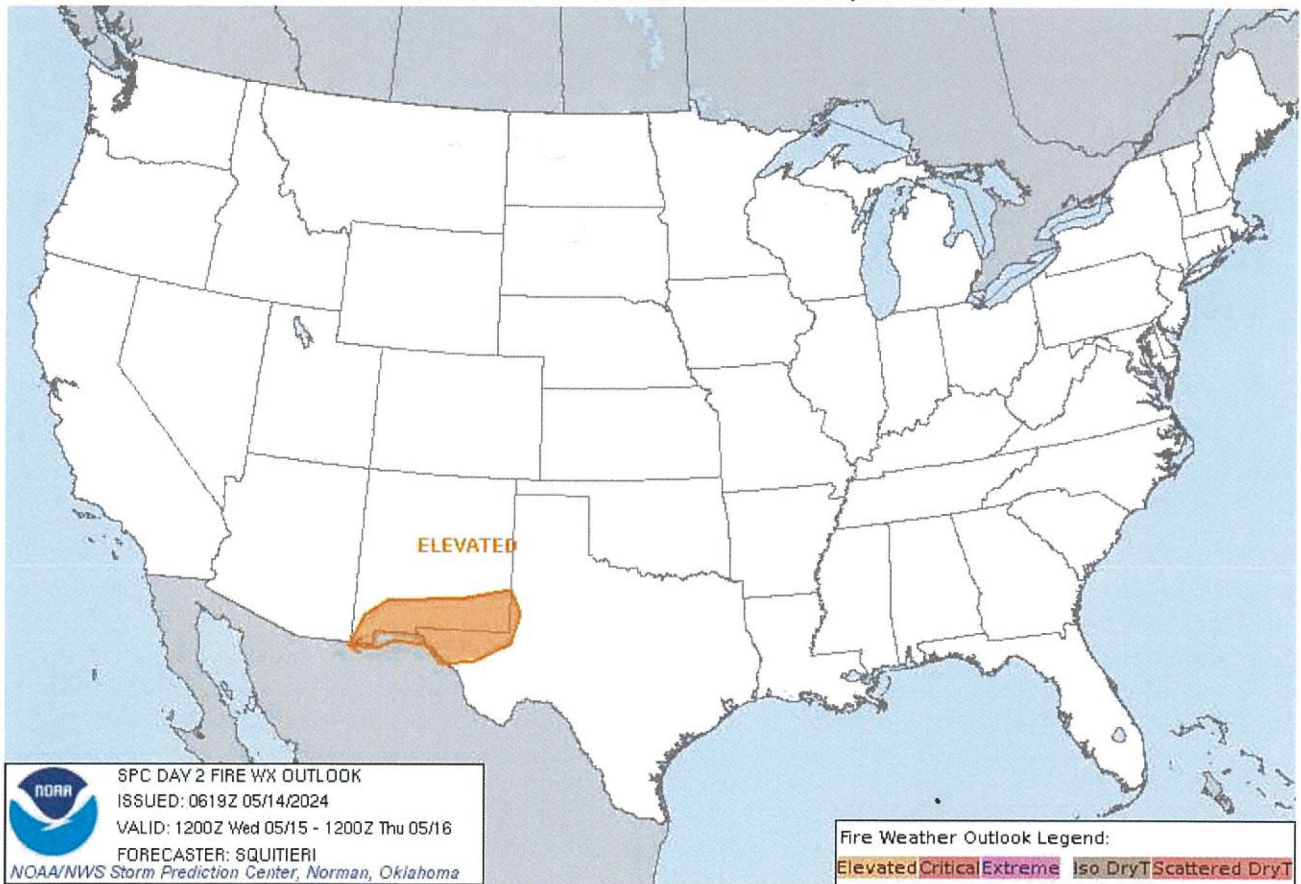 ELEVATED
NOAA
SPC DAY 2 FIRE WX OUTLOOK
ISSUED: 0619Z 05/14/2024
VALID: 1200Z Wed 05/15 - 1200Z Thu 05/16
FORECASTER: SQUITIERI
NOAA/NWS Storm Prediction Center, Norman, Oklahoma
Fire Weather Outlook Legend:
Elevated Critical Extreme Iso DryT Scattered DryT